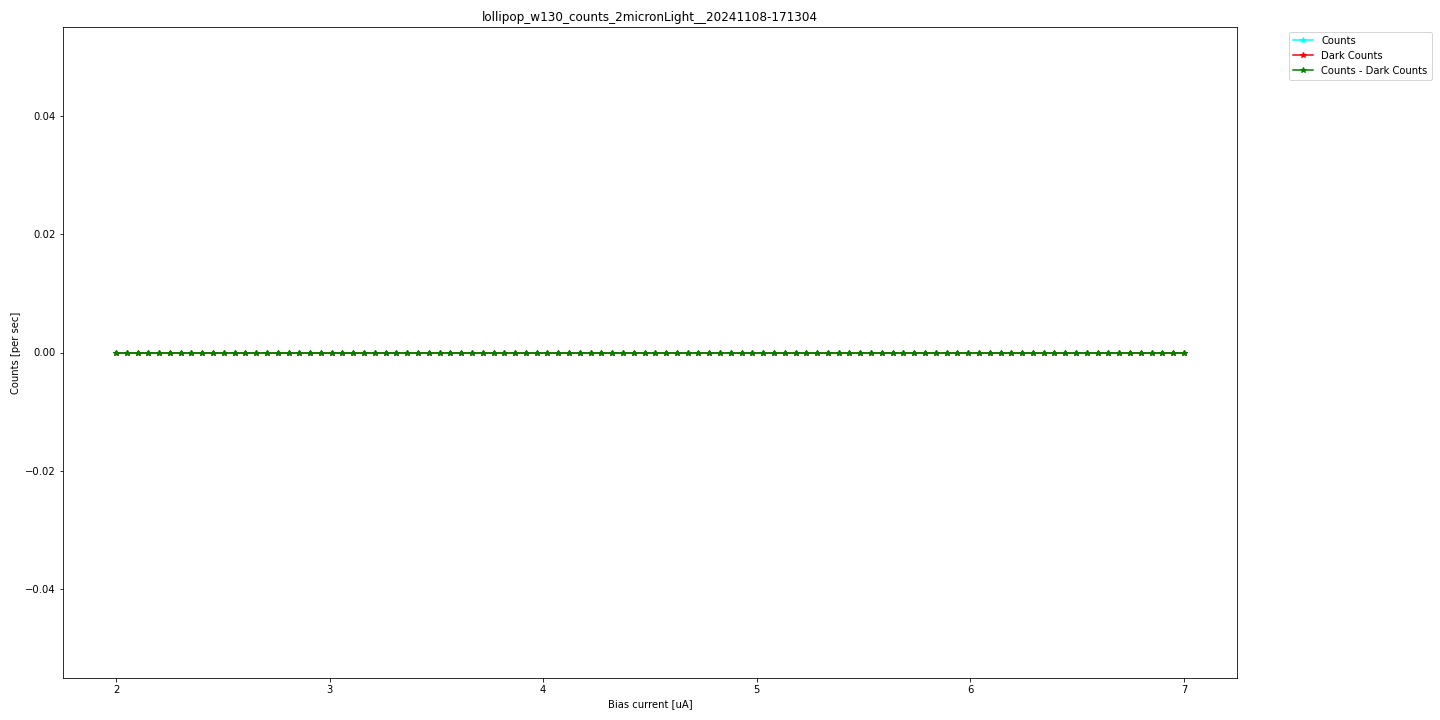 lollipop_w130_counts_2micronLight__20241108-171304
Counts
Dark Counts
Counts - Dark Counts
Counts [per sec]
0.04
0.02
0.00
−0.02
−0.04
2
3
4
5
6
7
Bias current [uA]